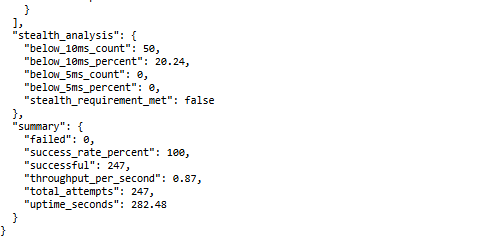 }
],
"stealth_analysis": {
"below_10ms_count": 50,
"below_10ms_percent": 20.24,
"below_5ms_count": 0,
"below_5ms_percent": 0,
"stealth_requirement_met": false
},
"summary": {
"failed": 0,
"success_rate_percent": 100,
"successful": 247,
"throughput_per_second": 0.87,
"total_attempts": 247,
"uptime_seconds": 282.48
}
}